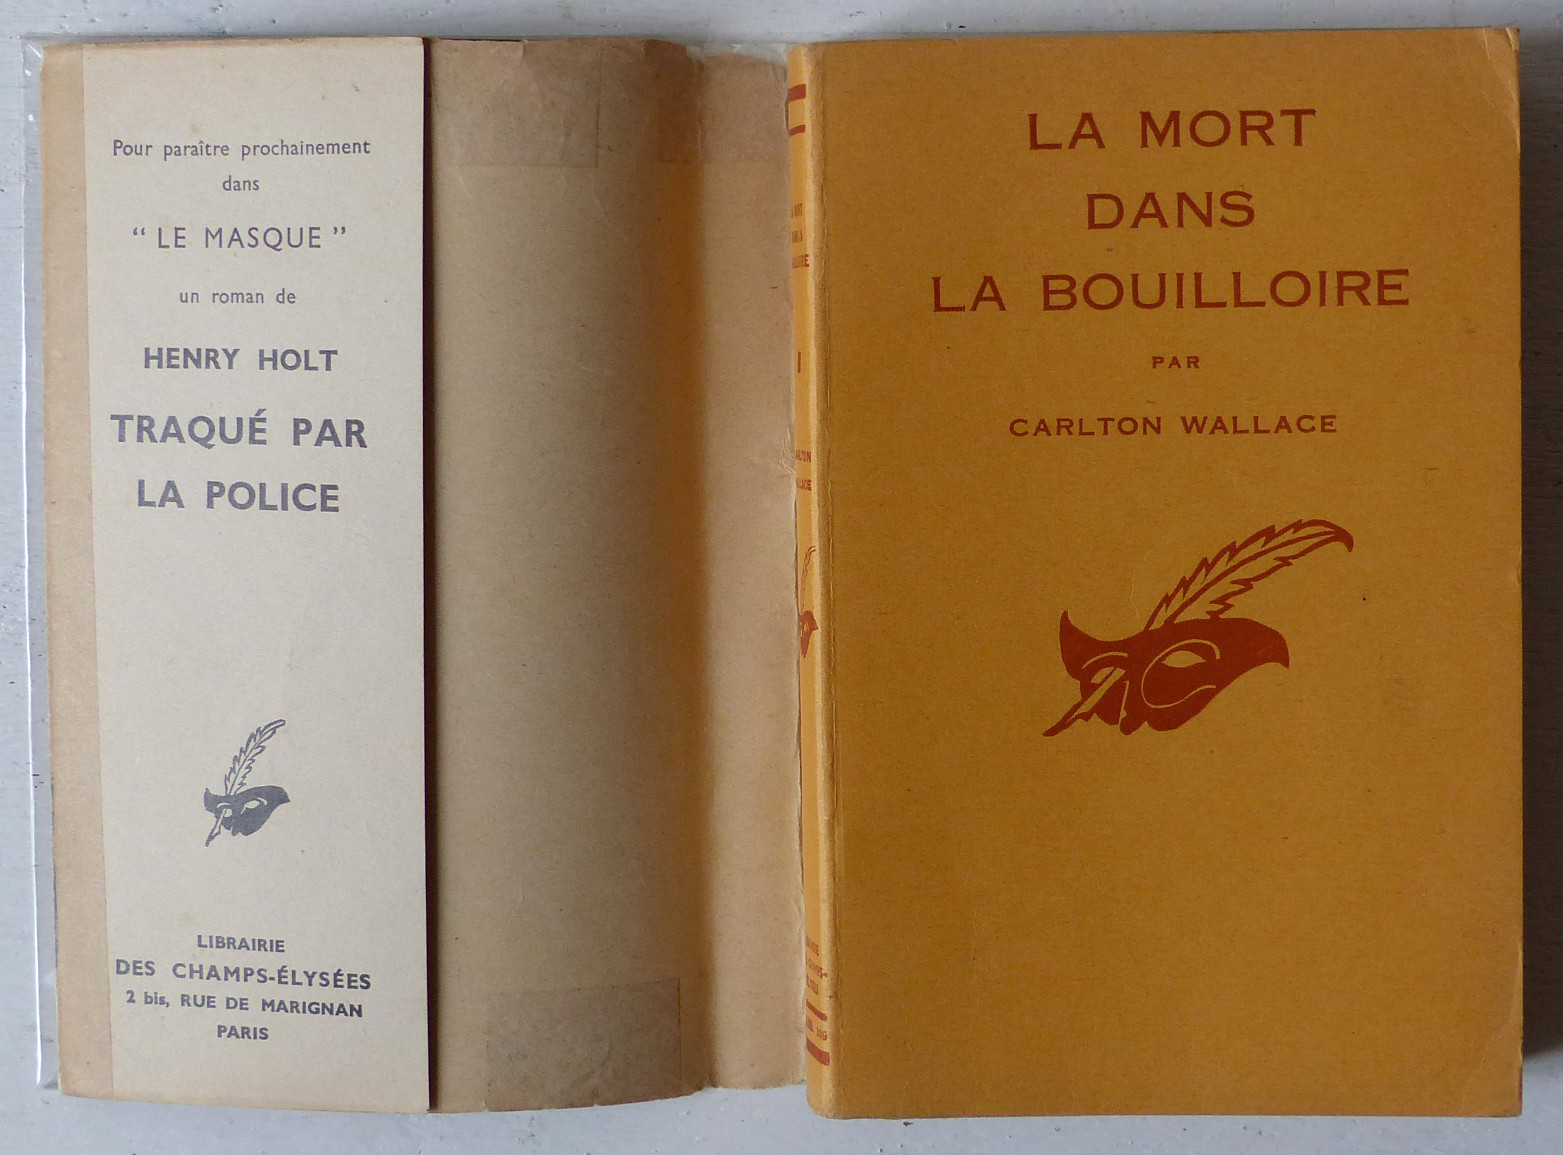 Pour paraître prochainement
dans
“ LE MASQUE ”
un roman de
HENRY HOLT
TRAQUÉ PAR
LA POLICE
LIBRAIRIE
DES CHAMPS-ÉLYSÉES
2 bis, RUE DE MARIGNAN
PARIS
LA MORT
DANS
LA BOUILLOIRE
PAR
CARLTON WALLACE